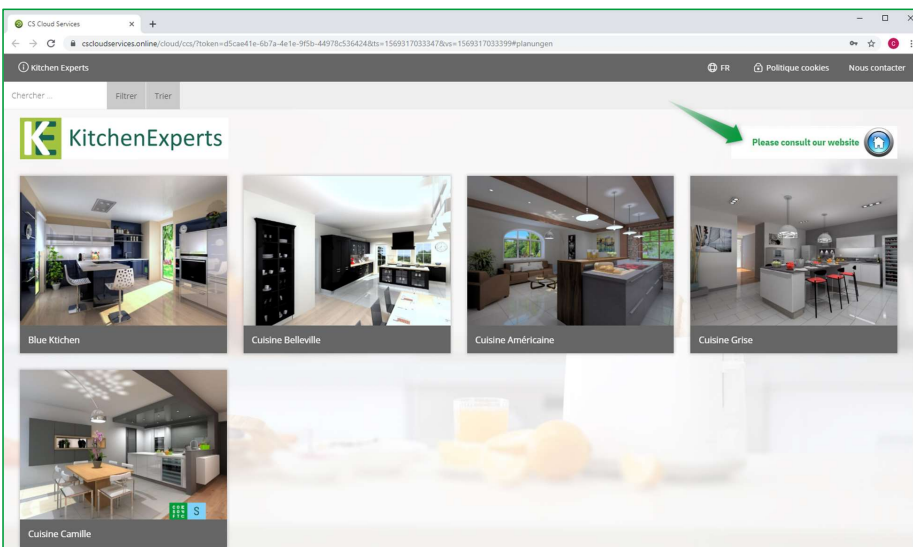 CS Cloud Services
cscloudservices.online/cloud/ccs/?token=d5cae41e-6b7a-4e1e-9f5b-44978c536424&ts=1569317033347&vs=1569317033399#planungen
Kitchen Experts
FR
Politique cookies
Nous contacter
Chercher ...
Filtrer
Trier
KE KitchenExperts
Please consult our website
Blue Ktichen
Cuisine Belleville
Cuisine Américaine
Cuisine Grise
S
Cuisine Camille